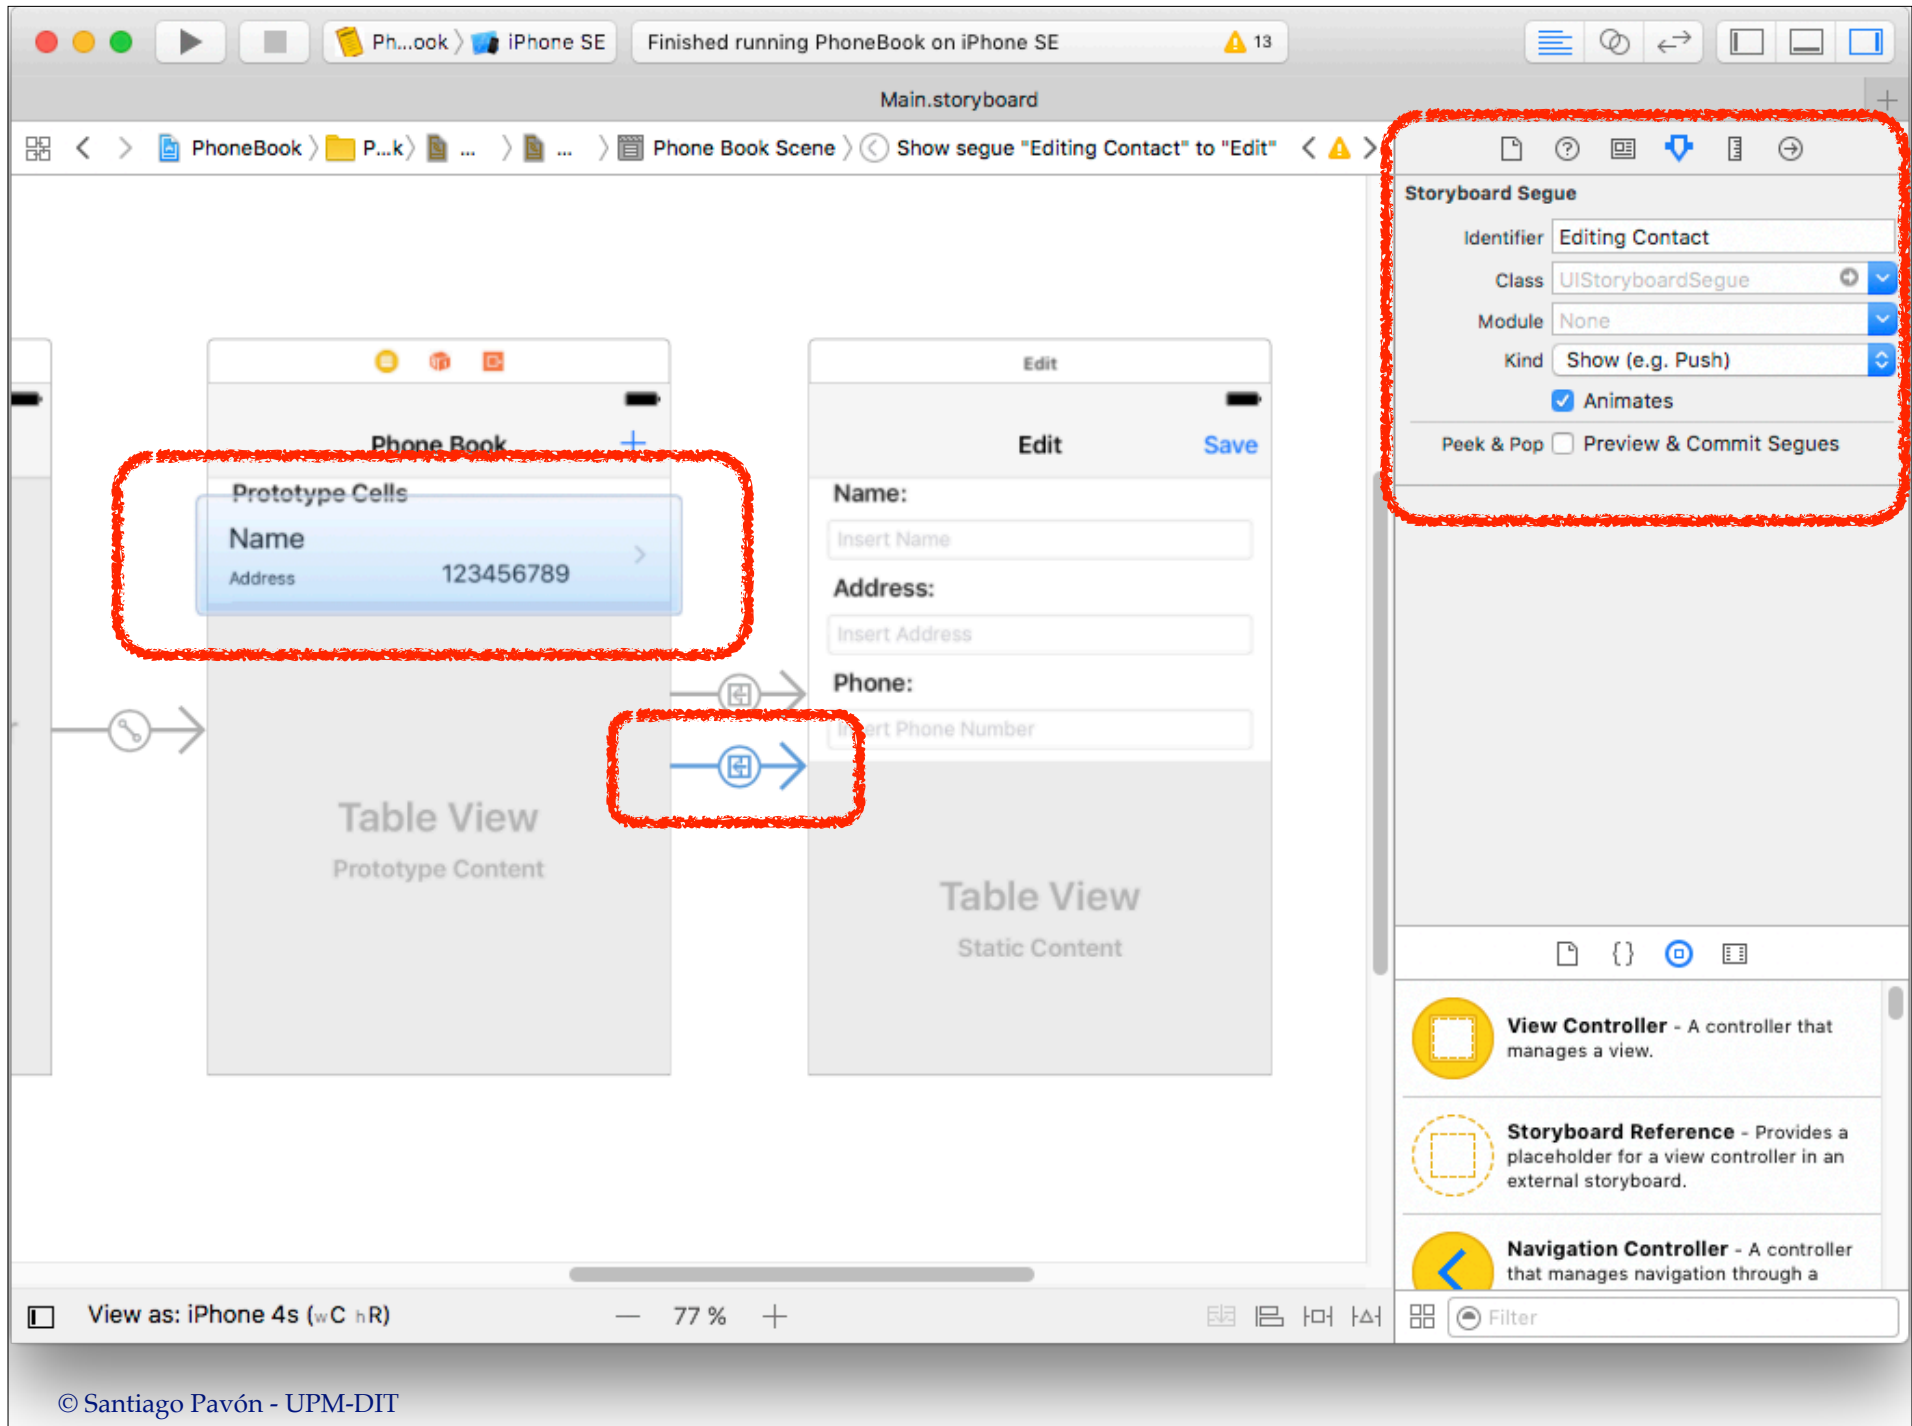 Ph...ook 〉 iPhone SE
Finished running PhoneBook on iPhone SE
13
Main.storyboard
PhoneBook 〉 P...k 〉 ... 〉 ... 〉 Phone Book Scene 〉 Show segue "Editing Contact" to "Edit"
Storyboard Segue
Identifier Editing Contact
Class UIStoryboardSegue
Module None
Kind Show (e.g. Push)
Animates
Peek & Pop Preview & Commit Segues
Phone Book +
Prototype Cells
Name
Address 123456789
Table View
Prototype Content
Edit
Edit Save
Name:
Insert Name
Address:
Insert Address
Phone:
Insert Phone Number
Table View
Static Content
{}
View Controller - A controller that
manages a view.
Storyboard Reference - Provides a
placeholder for a view controller in an
external storyboard.
Navigation Controller - A controller
that manages navigation through a
View as: iPhone 4s (wC hR)
— 77 % +
Filter
© Santiago Pavón - UPM-DIT